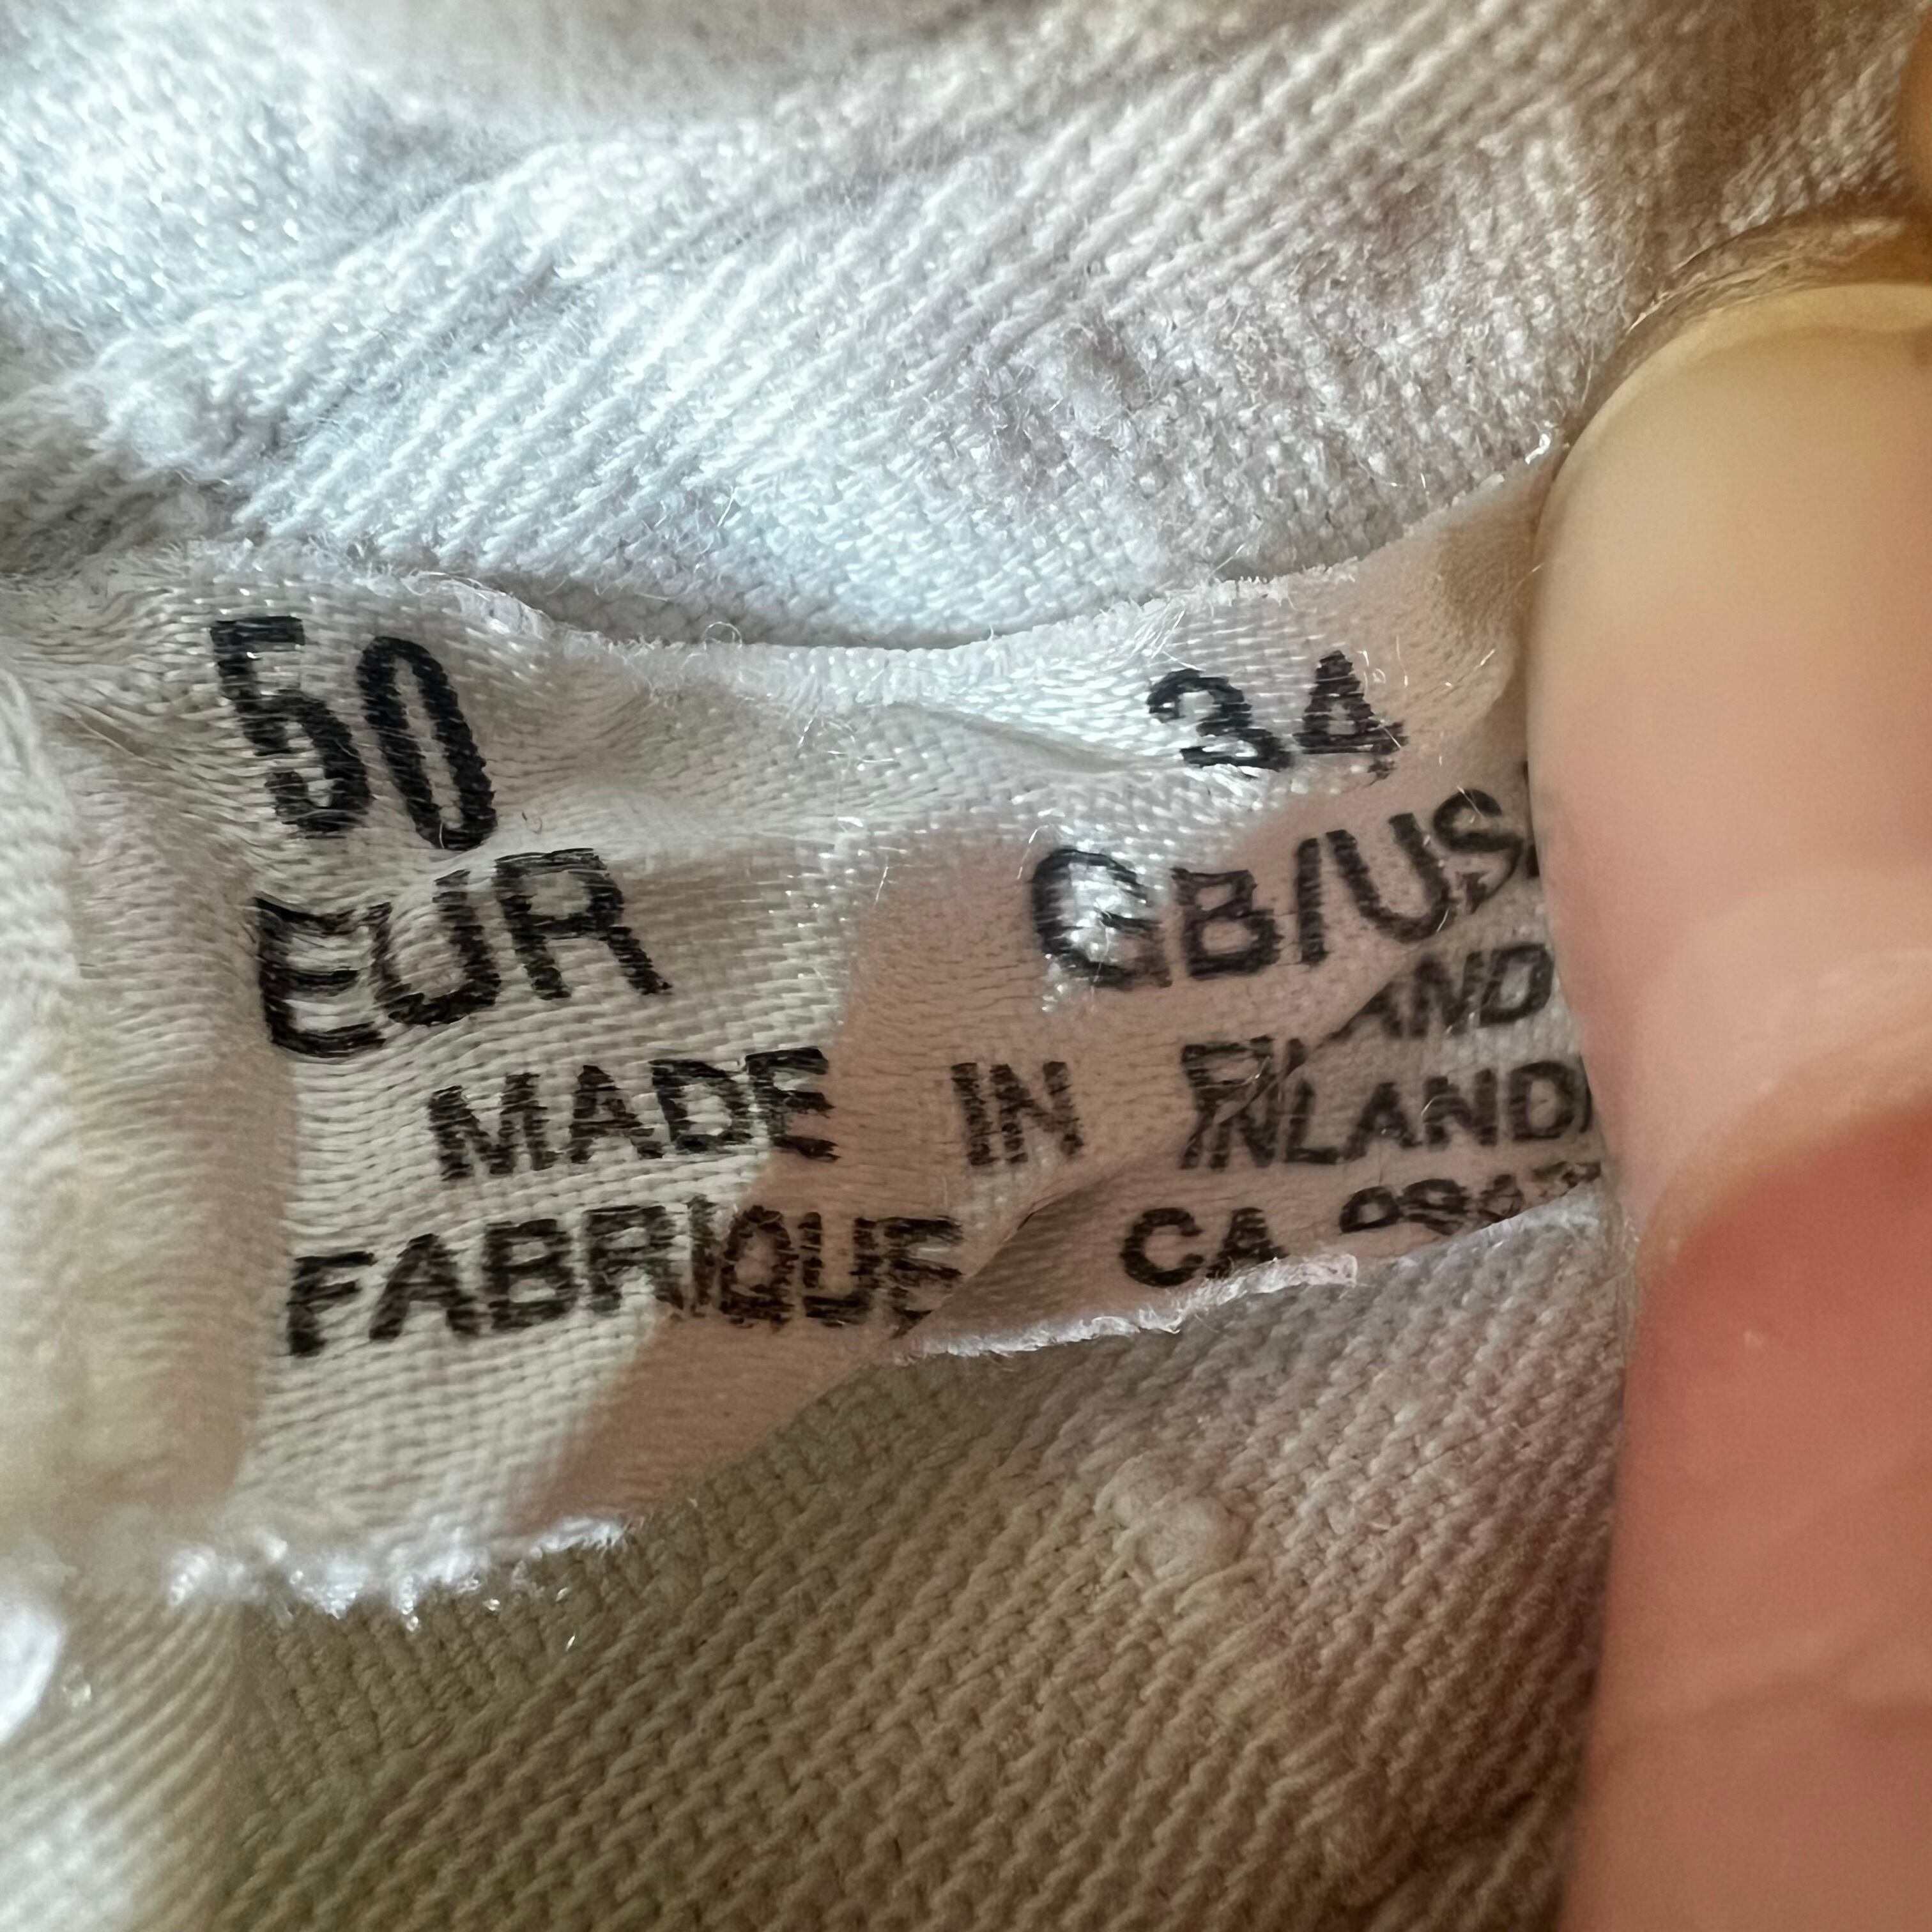 50 34
EUR GB/US
MADE IN
FABRIQUE
CA